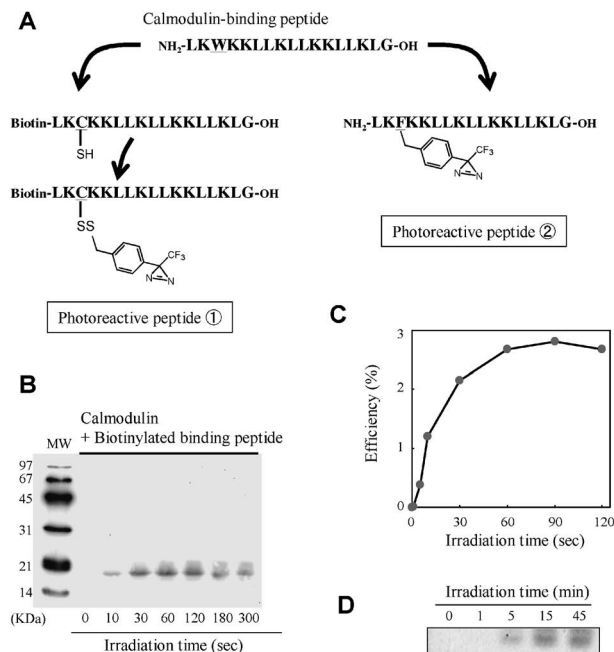 A
Calmodulin-binding peptide
NH2-LKWKKLLKLLKKLLKLG-OH
Biotin-LKCKKLLKLLKKLLKLG-OH
SH
NH2-LKFKKLLKLLKKLLKLG-OH
CF3
N=N
Biotin-LKCKKLLKLLKKLLKLG-OH
SS
CF3
N=N
Photoreactive peptide ②
Photoreactive peptide ①
C
3
2
1
0
Efficiency (%)
0 30 60 90 120
Irradiation time (sec)
B
Calmodulin
+ Biotinylated binding peptide
MW
97
67
45
31
21
14
(KDa)
0 10 30 60 120 180 300
Irradiation time (sec)
D
Irradiation time (min)
0 1 5 15 45